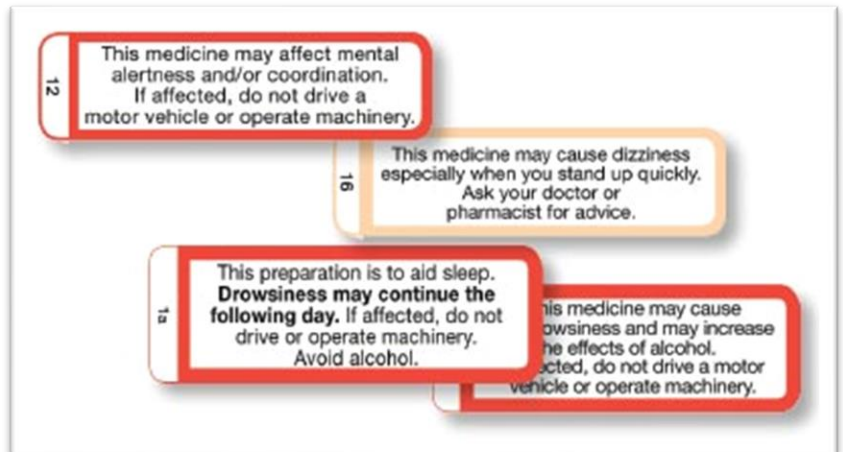 12
This medicine may affect mental
alertness and/or coordination.
If affected, do not drive a
motor vehicle or operate machinery.
16
This medicine may cause dizziness
especially when you stand up quickly.
Ask your doctor or
pharmacist for advice.
1a
This preparation is to aid sleep.
Drowsiness may continue the
following day. If affected, do not
drive or operate machinery.
Avoid alcohol.
his medicine may cause
owsiness and may increase
he effects of alcohol.
ected, do not drive a motor
vehicle or operate machinery.